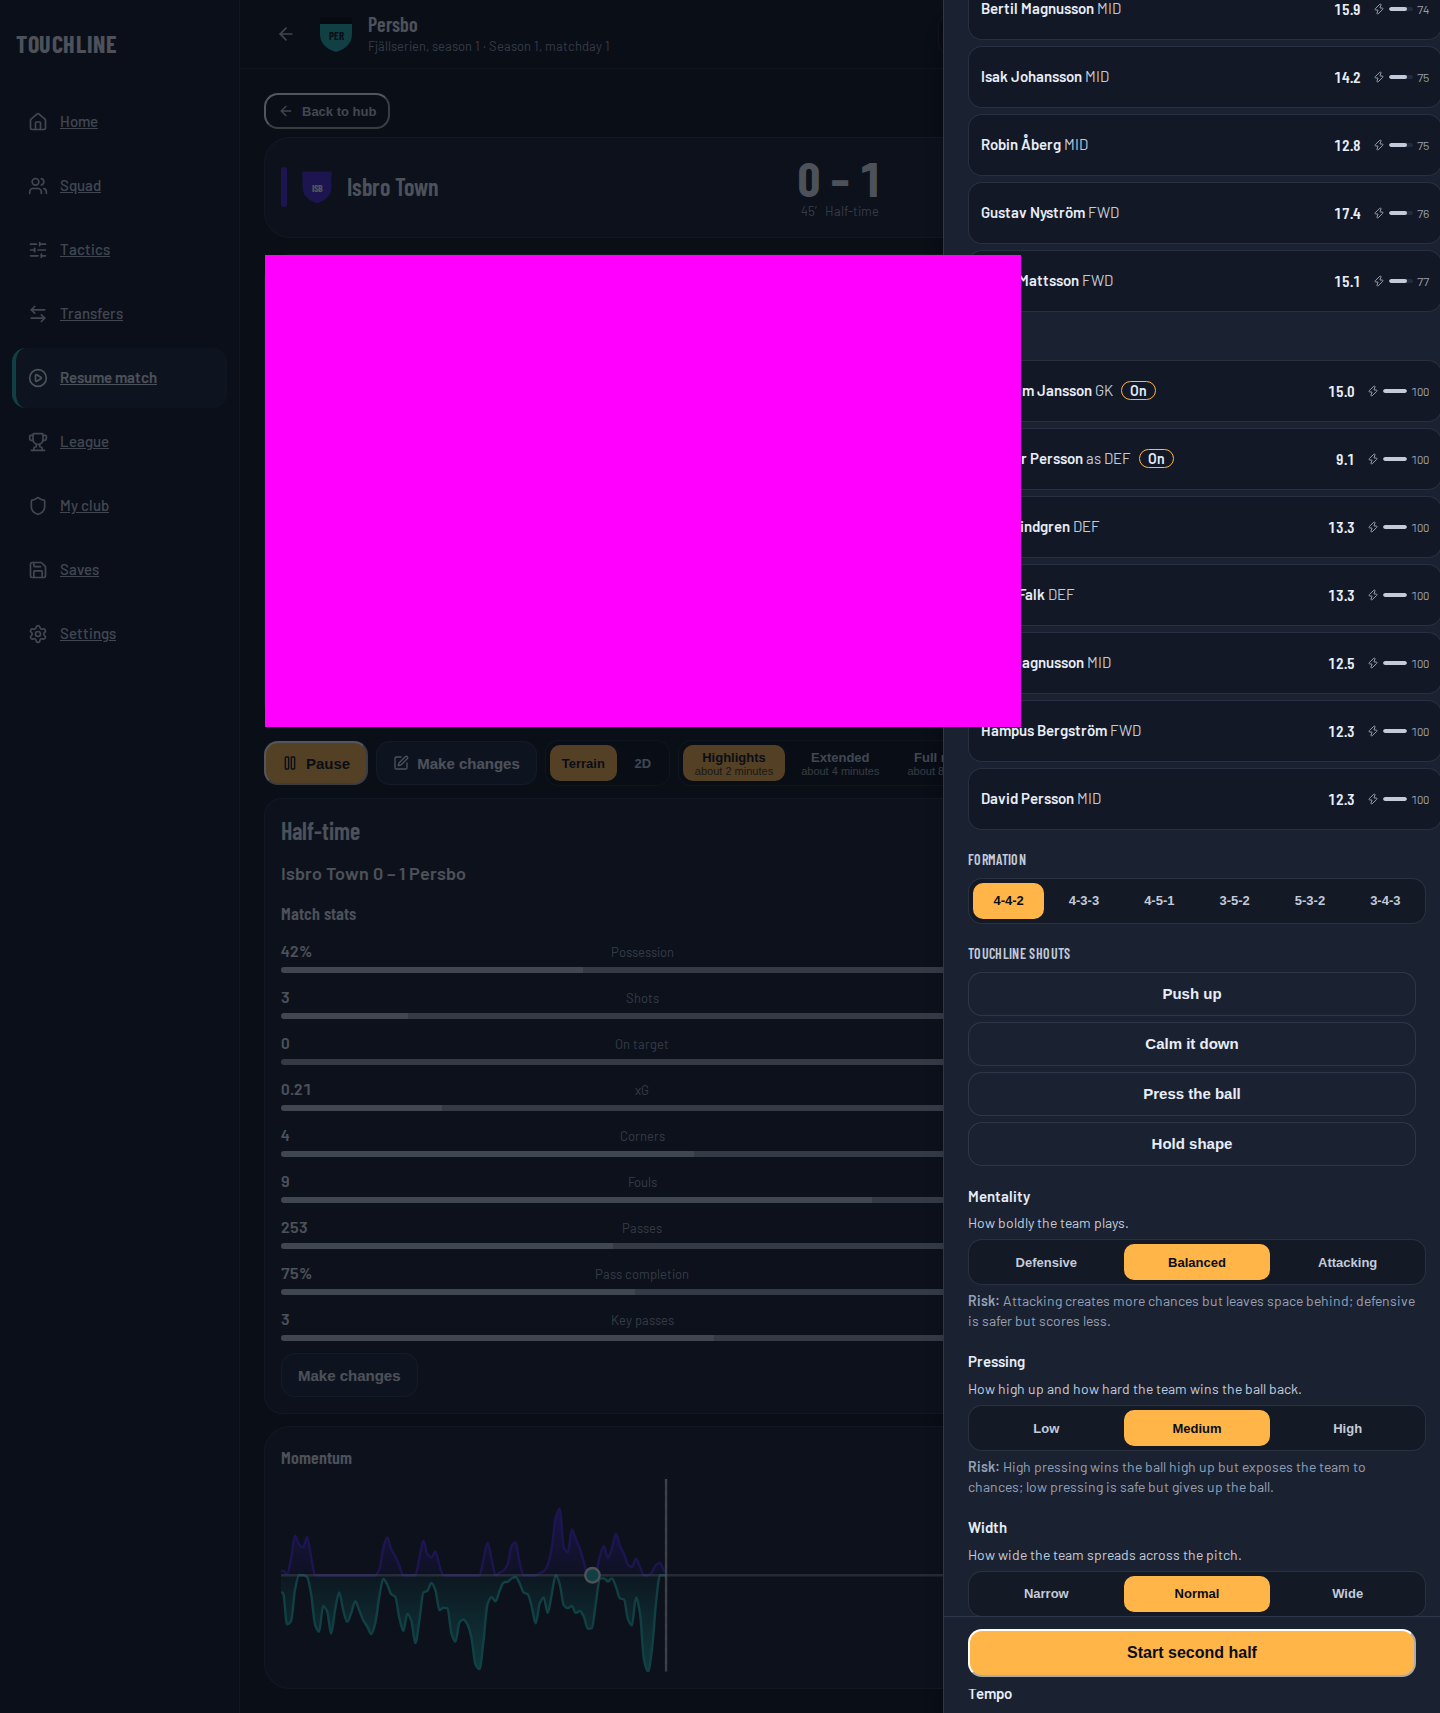 TOUCHLINE
Home
Squad
Tactics
Transfers
Resume match
League
My club
Saves
Settings
PER
Persbo
Fjällserien, season 1 · Season 1, matchday 1
Back to hub
ISB
Isbro Town
0 – 1
45' Half-time
Pause
Make changes
Terrain
2D
Highlights
about 2 minutes
Extended
about 4 minutes
Full
about 8
Half-time
Isbro Town 0 – 1 Persbo
Match stats
42% Possession
3 Shots
0 On target
0.21 xG
4 Corners
9 Fouls
253 Passes
75% Pass completion
3 Key passes
Make changes
Momentum
Bertil Magnusson MID 15.9 74
Isak Johansson MID 14.2 75
Robin Åberg MID 12.8 75
Gustav Nyström FWD 17.4 76
Mattsson FWD 15.1 77
Jansson GK On 15.0 100
Persson as DEF On 9.1 100
DEF 13.3 100
Falk DEF 13.3 100
MID 12.5 100
Hampus Bergström FWD 12.3 100
David Persson MID 12.3 100
FORMATION
4-4-2 4-3-3 4-5-1 3-5-2 5-3-2 3-4-3
TOUCHLINE SHOUTS
Push up
Calm it down
Press the ball
Hold shape
Mentality
How boldly the team plays.
Defensive Balanced Attacking
Risk: Attacking creates more chances but leaves space behind; defensive
is safer but scores less.
Pressing
How high up and how hard the team wins the ball back.
Low Medium High
Risk: High pressing wins the ball high up but exposes the team to
chances; low pressing is safe but gives up the ball.
Width
How wide the team spreads across the pitch.
Narrow Normal Wide
Start second half
Tempo